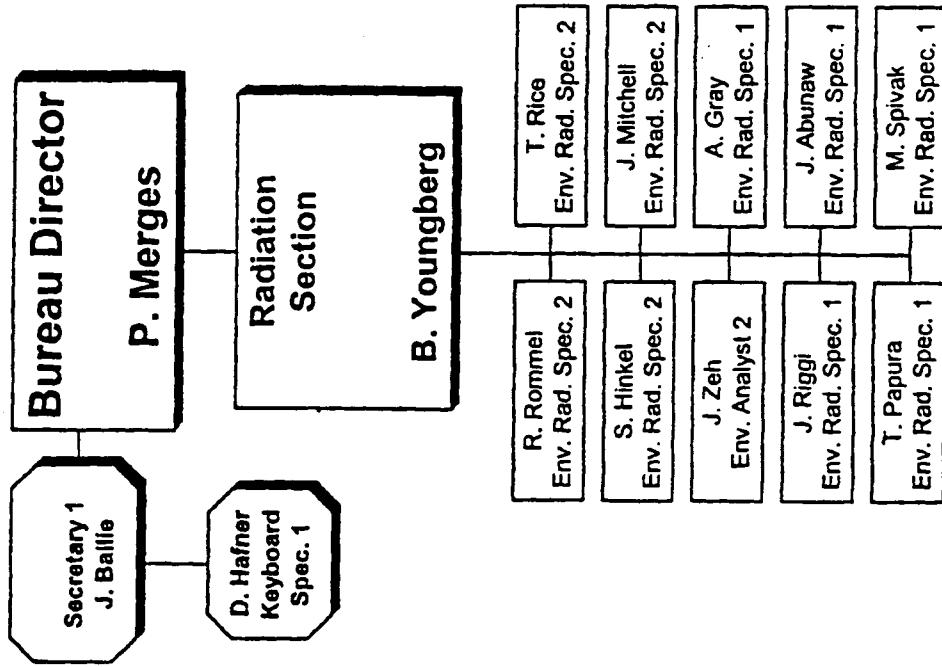 Bureau Director
P. Merges
Secretary 1
J. Bailie
D. Hafner
Keyboard
Spec. 1
Radiation
Section
B. Youngberg
R. Rommel
Env. Rad. Spec. 2
T. Rice
Env. Rad. Spec. 2
S. Hinkel
Env. Rad. Spec. 2
J. Mitchell
Env. Rad. Spec. 2
J. Zeh
Env. Analyst 2
A. Gray
Env. Rad. Spec. 1
J. Riggi
Env. Rad. Spec. 1
J. Abunaw
Env. Rad. Spec. 1
T. Papura
Env. Rad. Spec. 1
M. Spivak
Env. Rad. Spec. 1